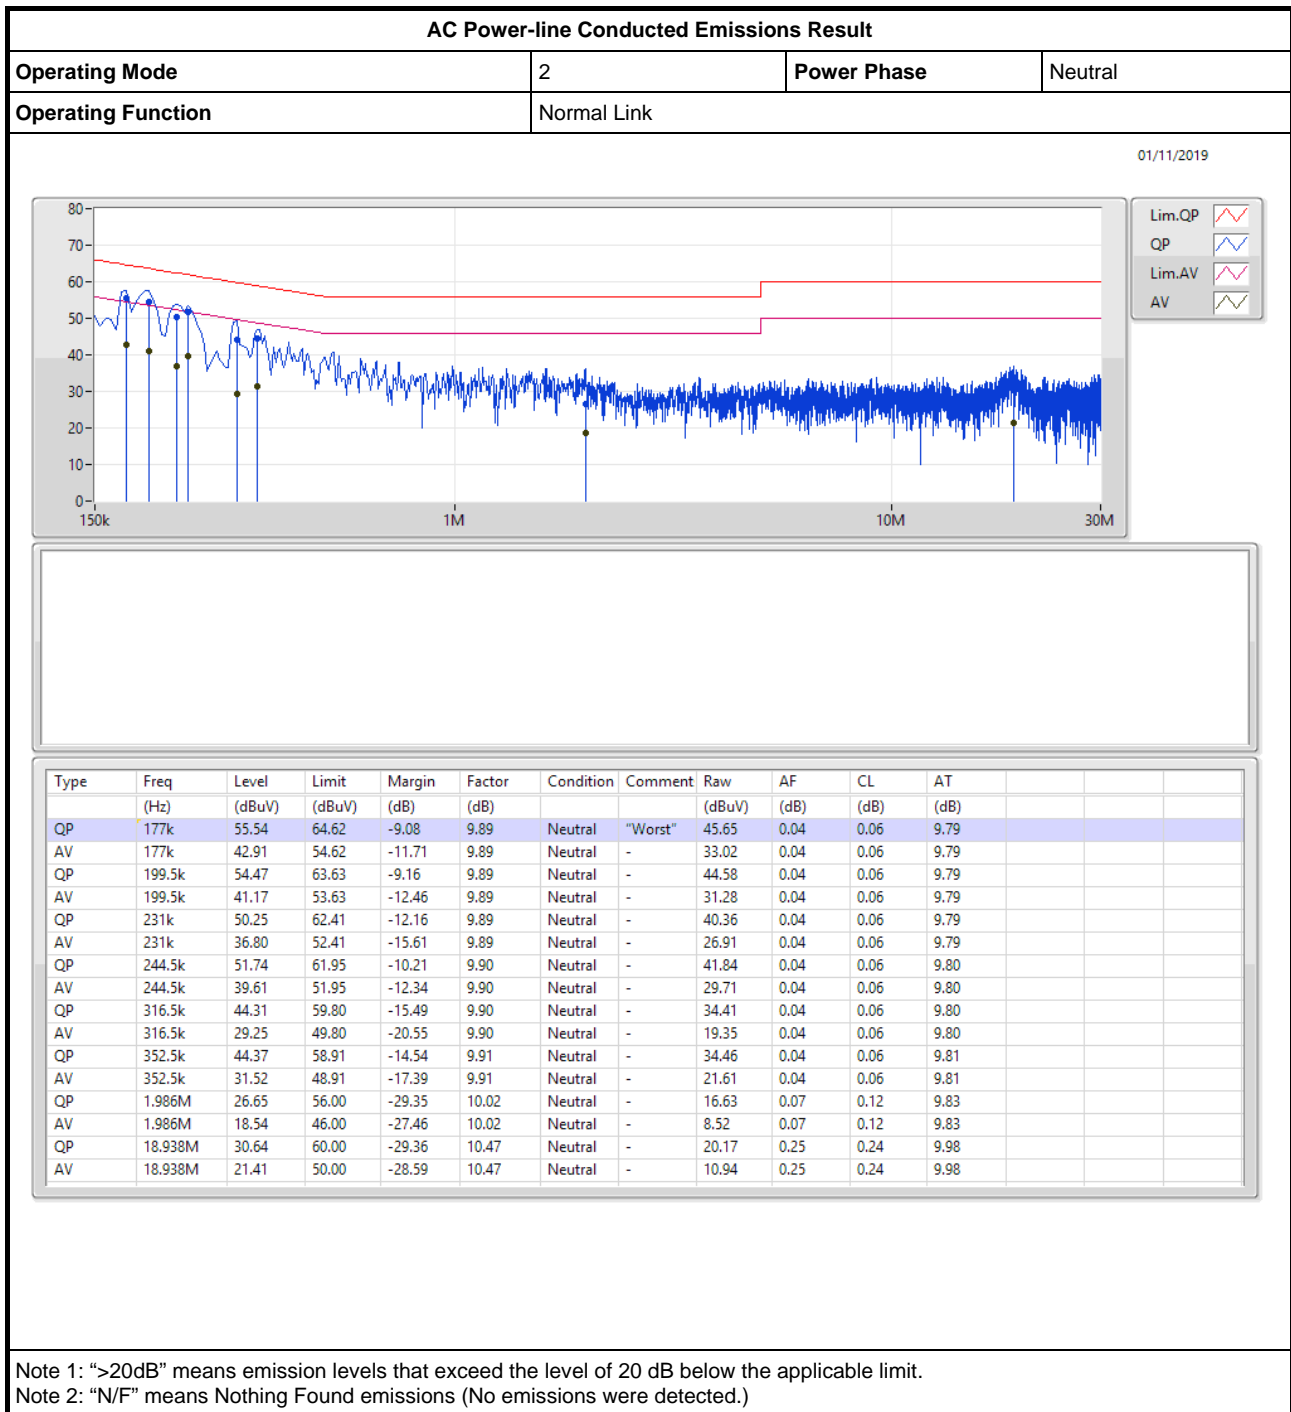 AC Power-line Conducted Emissions Result
Operating Mode 2 Power Phase Neutral
Operating Function Normal Link
01/11/2019
80
70
60
50
40
30
20
10
0
150k 1M 10M 30M
Lim.QP
QP
Lim.AV
AV
Type Freq Level Limit Margin Factor Condition Comment Raw AF CL AT
(Hz) (dBuV) (dBuV) (dB) (dB) (dBuV) (dB) (dB) (dB)
QP 177k 55.54 64.62 -9.08 9.89 Neutral "Worst" 45.65 0.04 0.06 9.79
AV 177k 42.91 54.62 -11.71 9.89 Neutral - 33.02 0.04 0.06 9.79
QP 199.5k 54.47 63.63 -9.16 9.89 Neutral - 44.58 0.04 0.06 9.79
AV 199.5k 41.17 53.63 -12.46 9.89 Neutral - 31.28 0.04 0.06 9.79
QP 231k 50.25 62.41 -12.16 9.89 Neutral - 40.36 0.04 0.06 9.79
AV 231k 36.80 52.41 -15.61 9.89 Neutral - 26.91 0.04 0.06 9.79
QP 244.5k 51.74 61.95 -10.21 9.90 Neutral - 41.84 0.04 0.06 9.80
AV 244.5k 39.61 51.95 -12.34 9.90 Neutral - 29.71 0.04 0.06 9.80
QP 316.5k 44.31 59.80 -15.49 9.90 Neutral - 34.41 0.04 0.06 9.80
AV 316.5k 29.25 49.80 -20.55 9.90 Neutral - 19.35 0.04 0.06 9.80
QP 352.5k 44.37 58.91 -14.54 9.91 Neutral - 34.46 0.04 0.06 9.81
AV 352.5k 31.52 48.91 -17.39 9.91 Neutral - 21.61 0.04 0.06 9.81
QP 1.986M 26.65 56.00 -29.35 10.02 Neutral - 16.63 0.07 0.12 9.83
AV 1.986M 18.54 46.00 -27.46 10.02 Neutral - 8.52 0.07 0.12 9.83
QP 18.938M 30.64 60.00 -29.36 10.47 Neutral - 20.17 0.25 0.24 9.98
AV 18.938M 21.41 50.00 -28.59 10.47 Neutral - 10.94 0.25 0.24 9.98
Note 1: “>20dB” means emission levels that exceed the level of 20 dB below the applicable limit.
Note 2: “N/F” means Nothing Found emissions (No emissions were detected.)